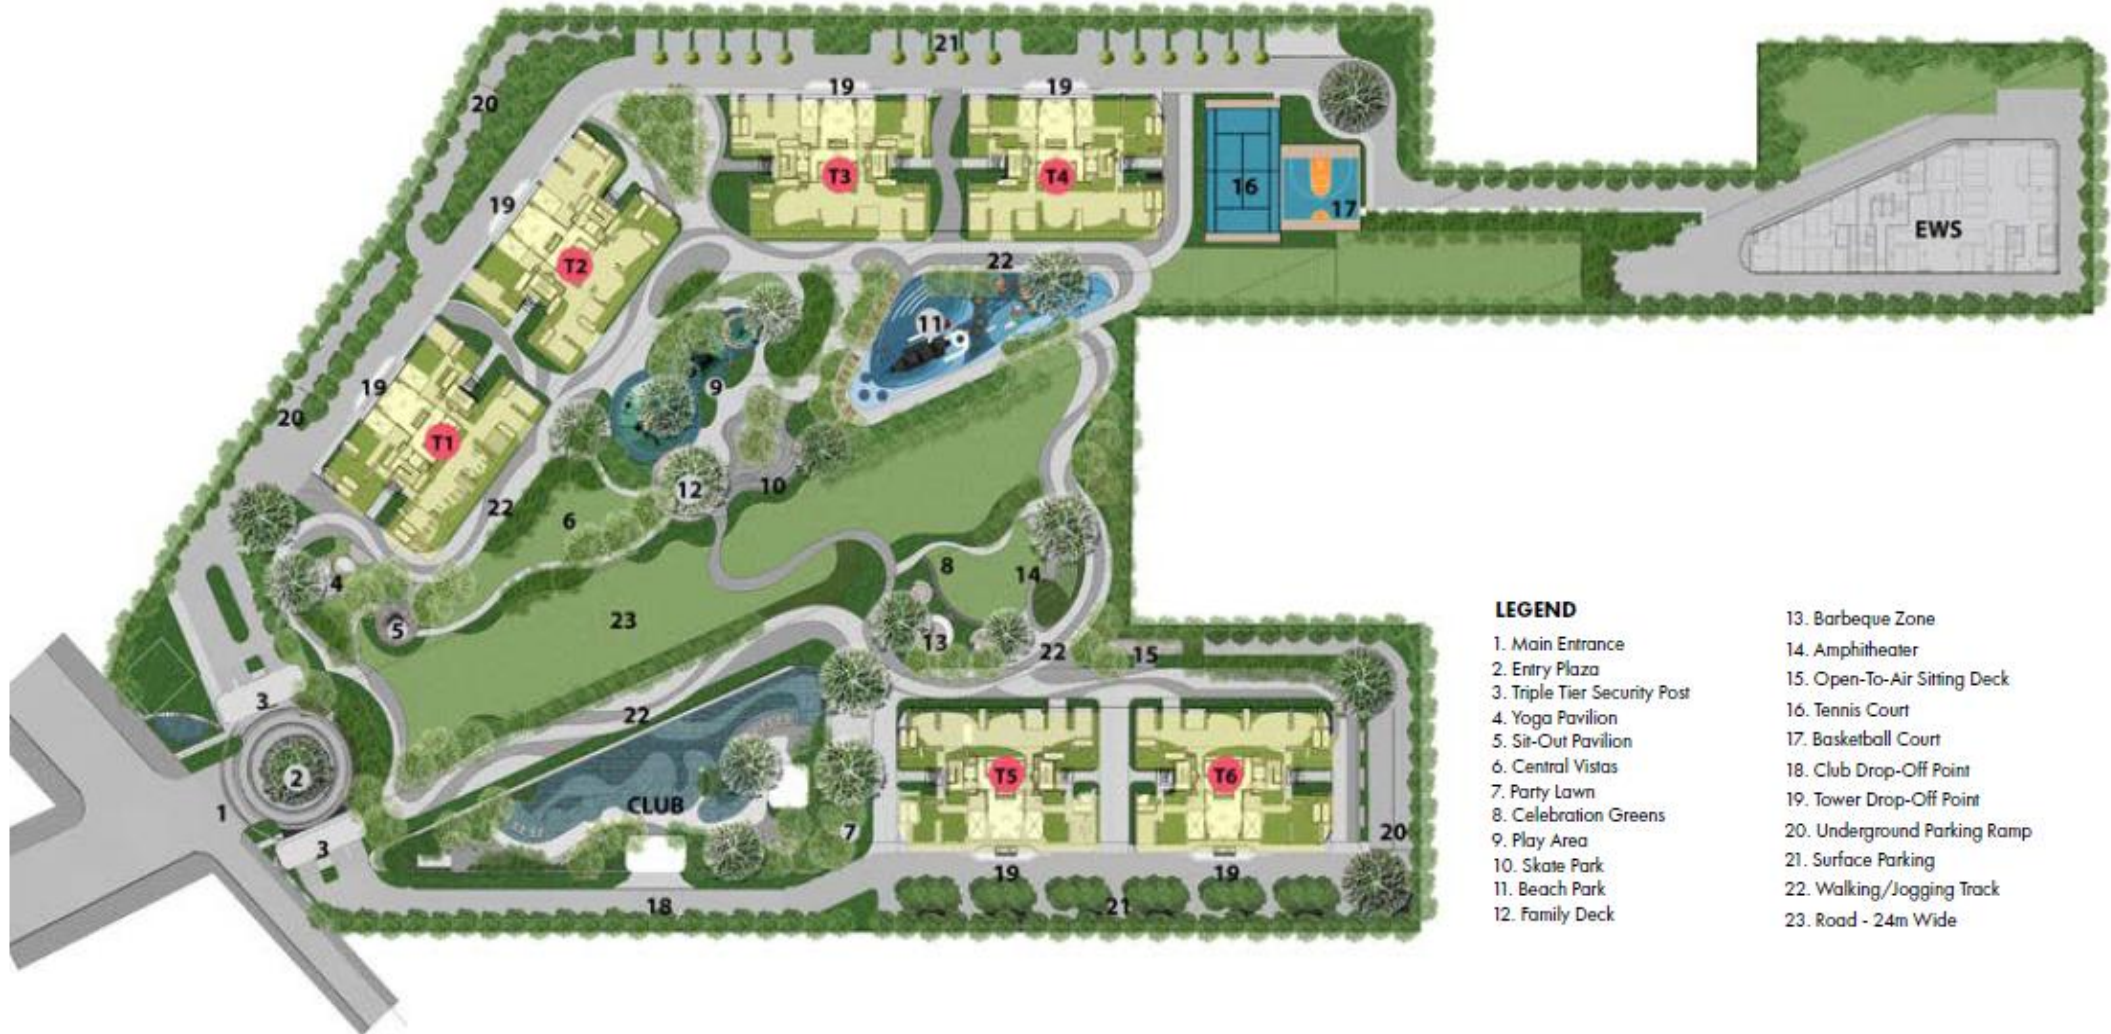 21
20
19
19
T3
T4
16
17
19
T2
EWS
22
11
19
9
20
T1
12
10
22
6
8
14
4
5
23
13
22
15
3
22
2
T5
T6
1
CLUB
7
20
3
19
19
18
21
LEGEND
1. Main Entrance
2. Entry Plaza
3. Triple Tier Security Post
4. Yoga Pavilion
5. Sit-Out Pavilion
6. Central Vistas
7. Party Lawn
8. Celebration Greens
9. Play Area
10. Skate Park
11. Beach Park
12. Family Deck
13. Barbeque Zone
14. Amphitheater
15. Open-To-Air Sitting Deck
16. Tennis Court
17. Basketball Court
18. Club Drop-Off Point
19. Tower Drop-Off Point
20. Underground Parking Ramp
21. Surface Parking
22. Walking/Jogging Track
23. Road - 24m Wide